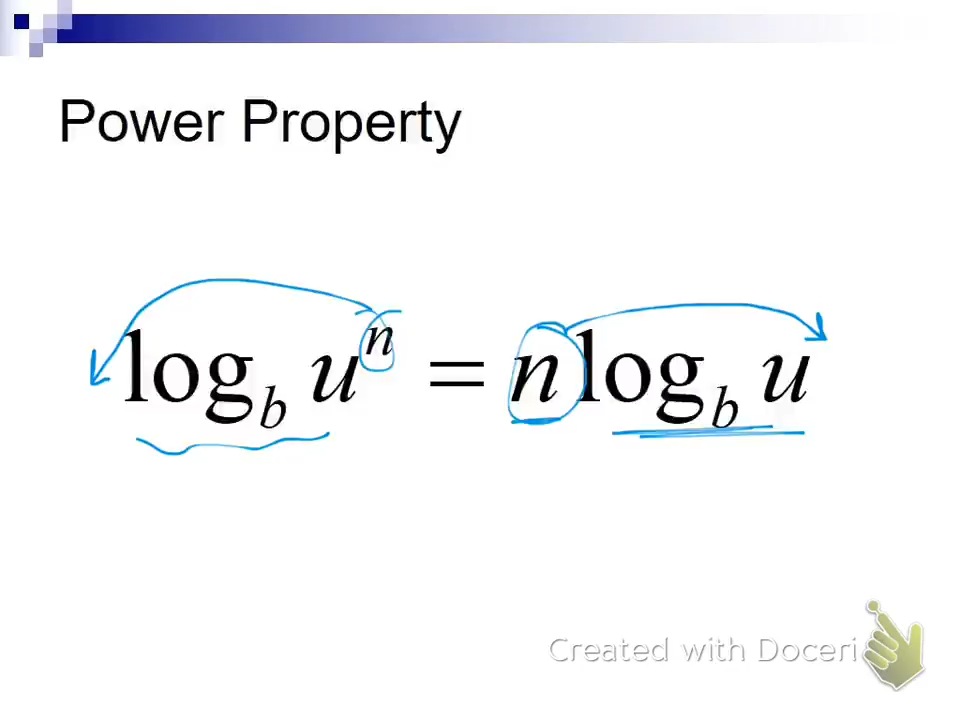 Power Property
log_b u^n = n log_b u
Created with Doceri